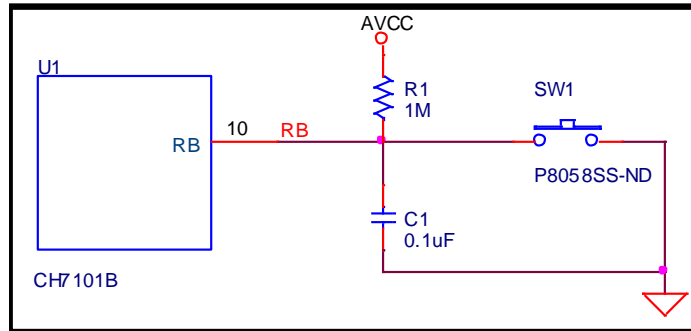 AVCC
U1
R1
1M
SW1
RB
10
RB
P8058SS-ND
C1
0.1uF
CH7101B